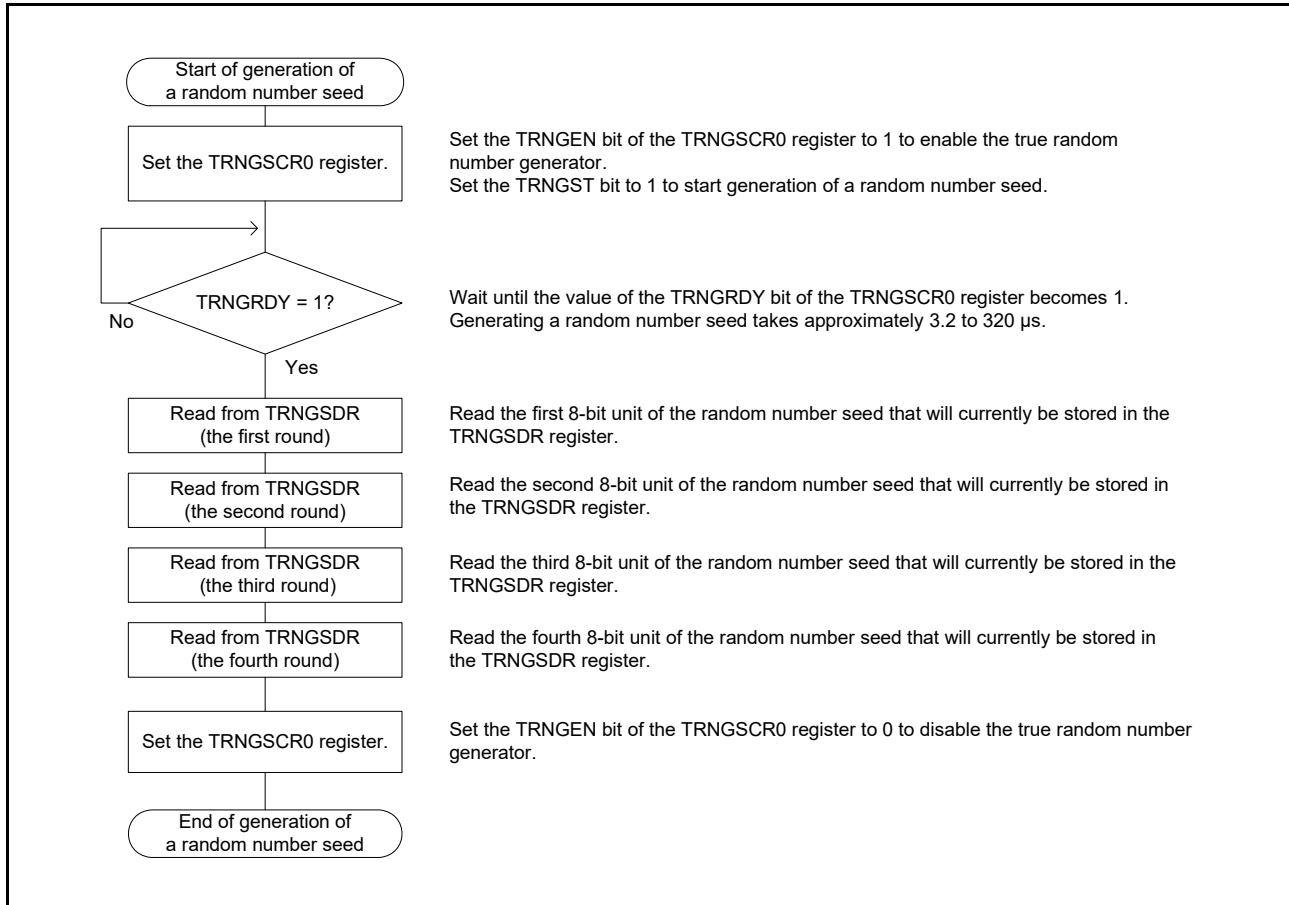 Start of generation of
a random number seed
Set the TRNGSCR0 register.
Set the TRNGEN bit of the TRNGSCR0 register to 1 to enable the true random
number generator.
Set the TRNGST bit to 1 to start generation of a random number seed.
TRNGRDY = 1?
No
Yes
Wait until the value of the TRNGRDY bit of the TRNGSCR0 register becomes 1.
Generating a random number seed takes approximately 3.2 to 320 μs.
Read from TRNGSDR
(the first round)
Read the first 8-bit unit of the random number seed that will currently be stored in the
TRNGSDR register.
Read from TRNGSDR
(the second round)
Read the second 8-bit unit of the random number seed that will currently be stored in
the TRNGSDR register.
Read from TRNGSDR
(the third round)
Read the third 8-bit unit of the random number seed that will currently be stored in the
TRNGSDR register.
Read from TRNGSDR
(the fourth round)
Read the fourth 8-bit unit of the random number seed that will currently be stored in
the TRNGSDR register.
Set the TRNGSCR0 register.
Set the TRNGEN bit of the TRNGSCR0 register to 0 to disable the true random number
generator.
End of generation of
a random number seed